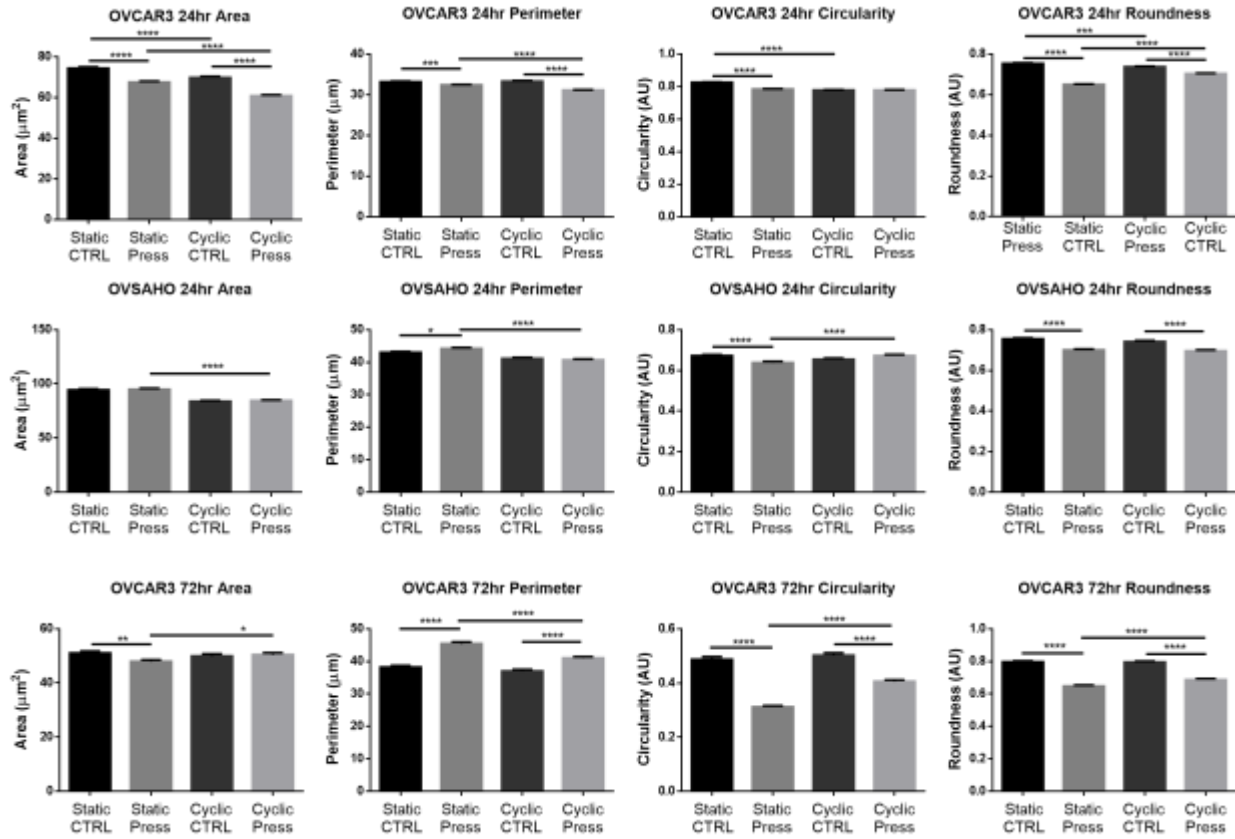 OVCAR3 24hr Area
****
****
****
****
Area (μm²)
80
60
40
20
0
Static CTRL
Static Press
Cyclic CTRL
Cyclic Press
OVCAR3 24hr Perimeter
****
***
****
Perimeter (μm)
40
30
20
10
0
Static CTRL
Static Press
Cyclic CTRL
Cyclic Press
OVCAR3 24hr Circularity
****
****
Circularity (AU)
1.0
0.8
0.6
0.4
0.2
0.0
Static CTRL
Static Press
Cyclic CTRL
Cyclic Press
OVCAR3 24hr Roundness
***
****
****
****
Roundness (AU)
0.8
0.6
0.4
0.2
0.0
Static Press
Static CTRL
Cyclic Press
Cyclic CTRL
OVSAHO 24hr Area
****
Area (μm²)
150
100
50
0
Static CTRL
Static Press
Cyclic CTRL
Cyclic Press
OVSAHO 24hr Perimeter
*
****
Perimeter (μm)
50
40
30
20
10
0
Static CTRL
Static Press
Cyclic CTRL
Cyclic Press
OVSAHO 24hr Circularity
****
****
Circularity (AU)
0.8
0.6
0.4
0.2
0.0
Static CTRL
Static Press
Cyclic CTRL
Cyclic Press
OVSAHO 24hr Roundness
****
****
Roundness (AU)
0.8
0.6
0.4
0.2
0.0
Static CTRL
Static Press
Cyclic CTRL
Cyclic Press
OVCAR3 72hr Area
**
*
Area (μm²)
60
40
20
0
Static CTRL
Static Press
Cyclic CTRL
Cyclic Press
OVCAR3 72hr Perimeter
****
****
****
Perimeter (μm)
50
40
30
20
10
0
Static CTRL
Static Press
Cyclic CTRL
Cyclic Press
OVCAR3 72hr Circularity
****
****
****
Circularity (AU)
0.6
0.4
0.2
0.0
Static CTRL
Static Press
Cyclic CTRL
Cyclic Press
OVCAR3 72hr Roundness
****
****
****
Roundness (AU)
1.0
0.8
0.6
0.4
0.2
0.0
Static CTRL
Static Press
Cyclic CTRL
Cyclic Press